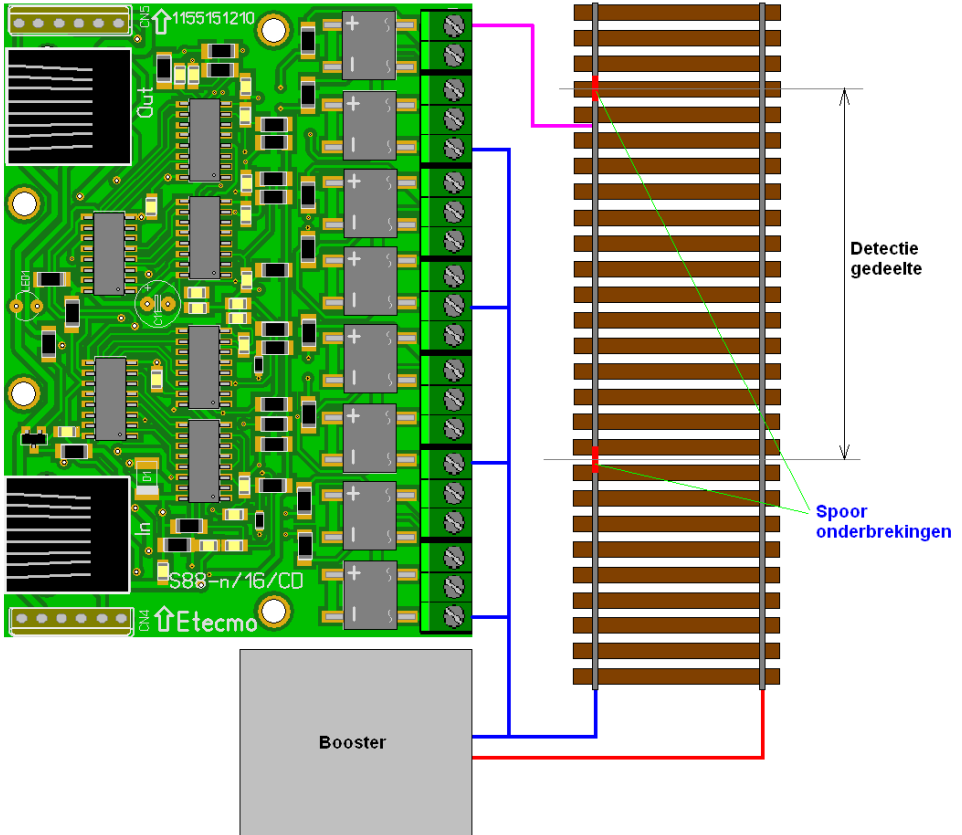 CN5
1155151210
Out
LED1
C1
D1
In
S88-n/16/CD
CN4
Etecmo
Booster
Detectie
gedeelte
Spoor
onderbrekingen